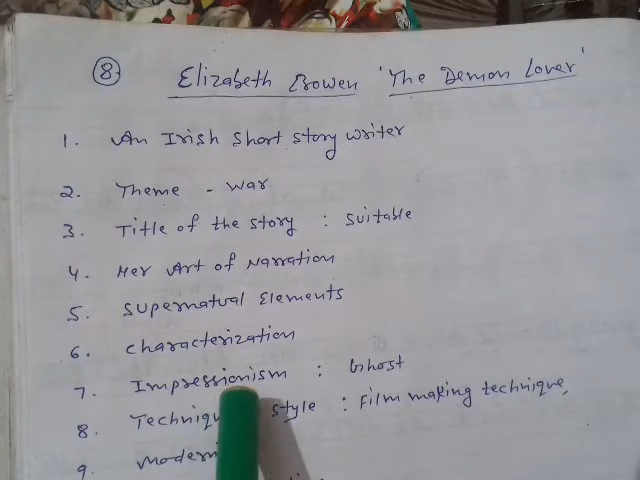 8. Elizabeth Bowen 'The Demon Lover'
1. An Irish short story writer
2. Theme - War
3. Title of the story : Suitable
4. Her Art of Narration
5. Supernatual Elements
6. Characterization
7. Impressionism : Ghost
8. style : Film making technique,
9.